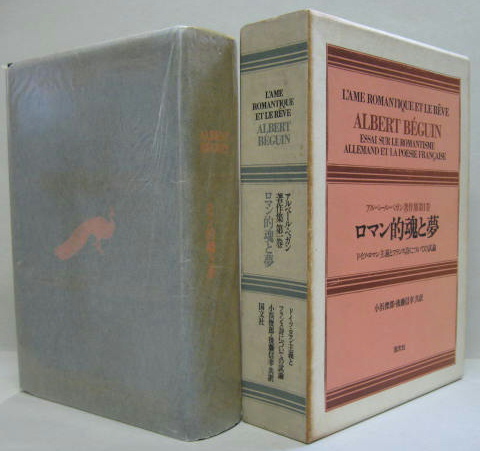 ALBERT
BÉGUIN
L'AME
ROMANTIQUE
ET LE RÊVE
ALBERT
BÉGUIN
アルベール・ベガン
著作集 第一巻
ロマン的魂と夢
ドイツ・ロマン主義と
フランス詩についての試論
小浜俊郎・後藤信幸 共訳
国文社
L'AME ROMANTIQUE ET LE RÊVE
ALBERT BÉGUIN
ESSAI SUR LE ROMANTISME
ALLEMAND ET LA POESIE FRANÇAISE
アルベール・ベガン著作集第1巻
ロマン的魂と夢
ドイツ・ロマン主義とフランス詩についての試論
小浜俊郎・後藤信幸 共訳
国文社